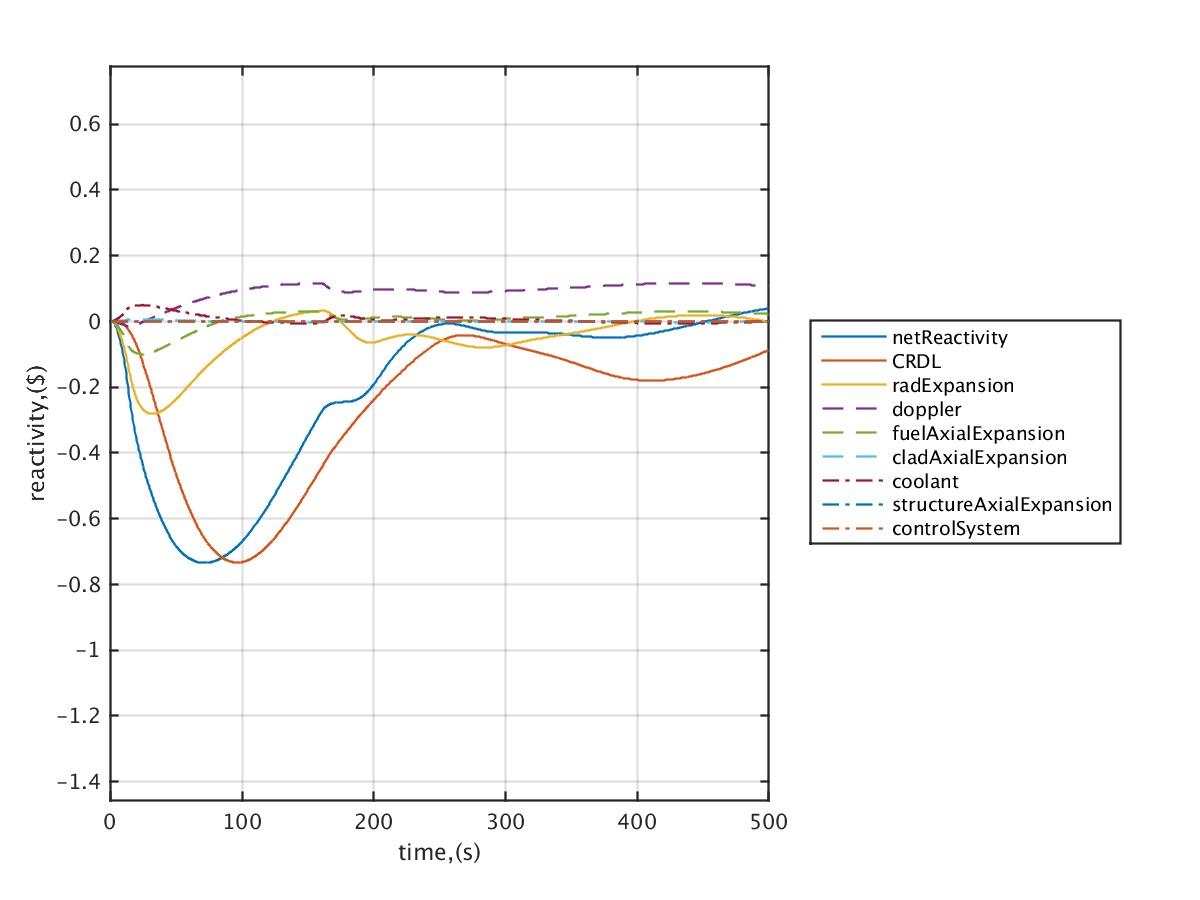 0.6
0.4
0.2
0
-0.2
-0.4
-0.6
-0.8
-1
-1.2
-1.4
reactivity,($)
0 100 200 300 400 500
time,(s)
netReactivity
CRDL
radExpansion
doppler
fuelAxialExpansion
cladAxialExpansion
coolant
structureAxialExpansion
controlSystem